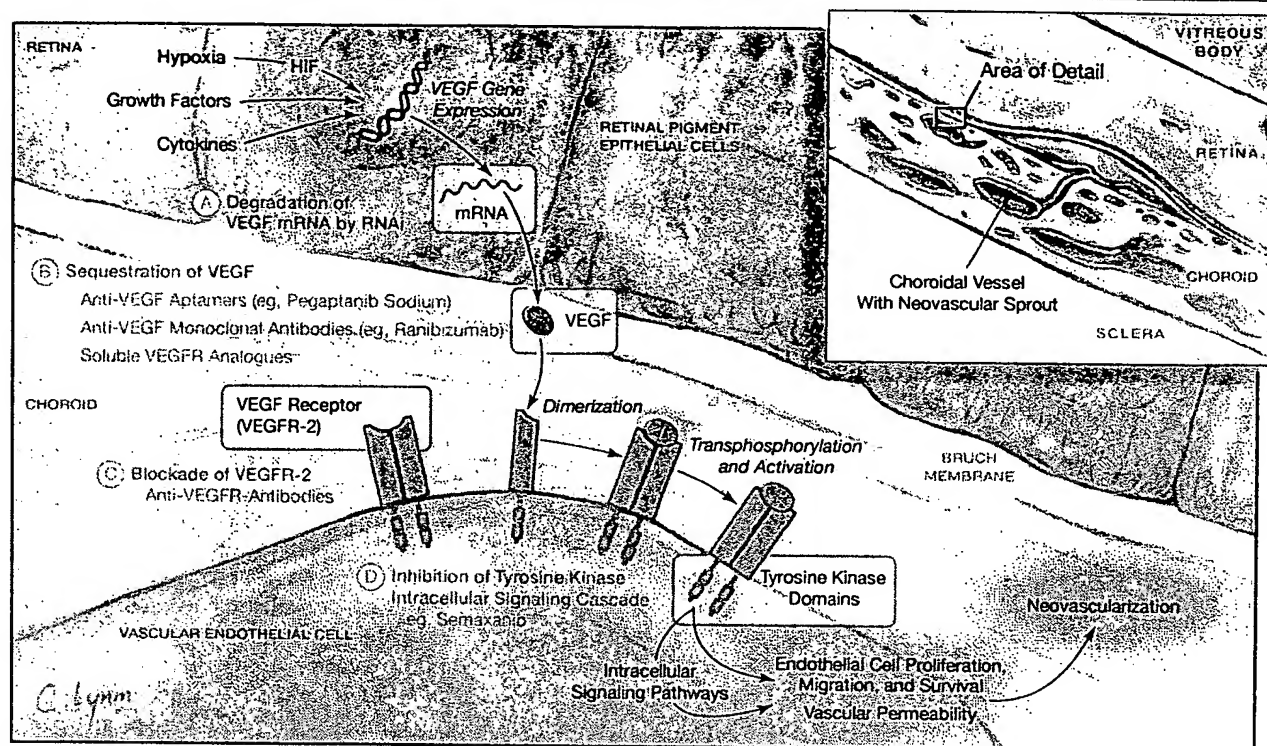 RETINA
Hypoxia
HIF
Growth Factors
Cytokines
VEGF Gene
Expression
RETINAL PIGMENT
EPITHELIAL CELLS
mRNA
A Degradation of
VEGF mRNA by RNAi
B Sequestration of VEGF
Anti-VEGF Aptamers (eg, Pegaptanib Sodium)
Anti-VEGF Monoclonal Antibodies (eg, Ranibizumab)
Soluble VEGFR Analogues
VEGF
CHOROID
VEGF Receptor
(VEGFR-2)
Dimerization
Transphosphorylation
and Activation
BRUCH
MEMBRANE
C Blockade of VEGFR-2
Anti-VEGFR-Antibodies
D Inhibition of Tyrosine Kinase
Intracellular Signaling Cascade
eg, Semaxanib
Tyrosine Kinase
Domains
Neovascularization
VASCULAR ENDOTHELIAL CELL
Intracellular
Signaling Pathways
Endothelial Cell Proliferation,
Migration, and Survival
Vascular Permeability
C. Lynm
VITREOUS
BODY
Area of Detail
RETINA
Choroidal Vessel
With Neovascular Sprout
CHOROID
SCLERA